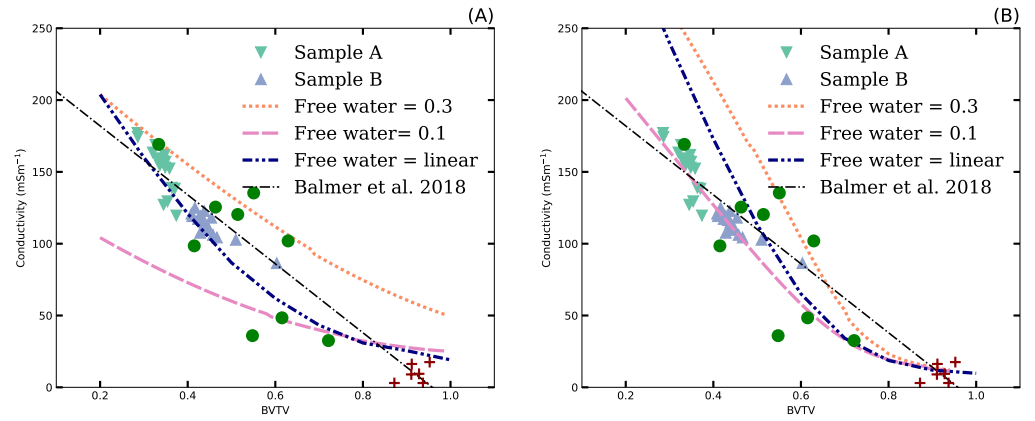 (A)
250
200
150
100
50
0
Conductivity (mSm⁻¹)
0.2 0.4 0.6 0.8 1.0
BVTV
Sample A
Sample B
Free water = 0.3
Free water= 0.1
Free water = linear
Balmer et al. 2018
(B)
250
200
150
100
50
0
Conductivity (mSm⁻¹)
0.2 0.4 0.6 0.8 1.0
BVTV
Sample A
Sample B
Free water = 0.3
Free water = 0.1
Free water = linear
Balmer et al. 2018